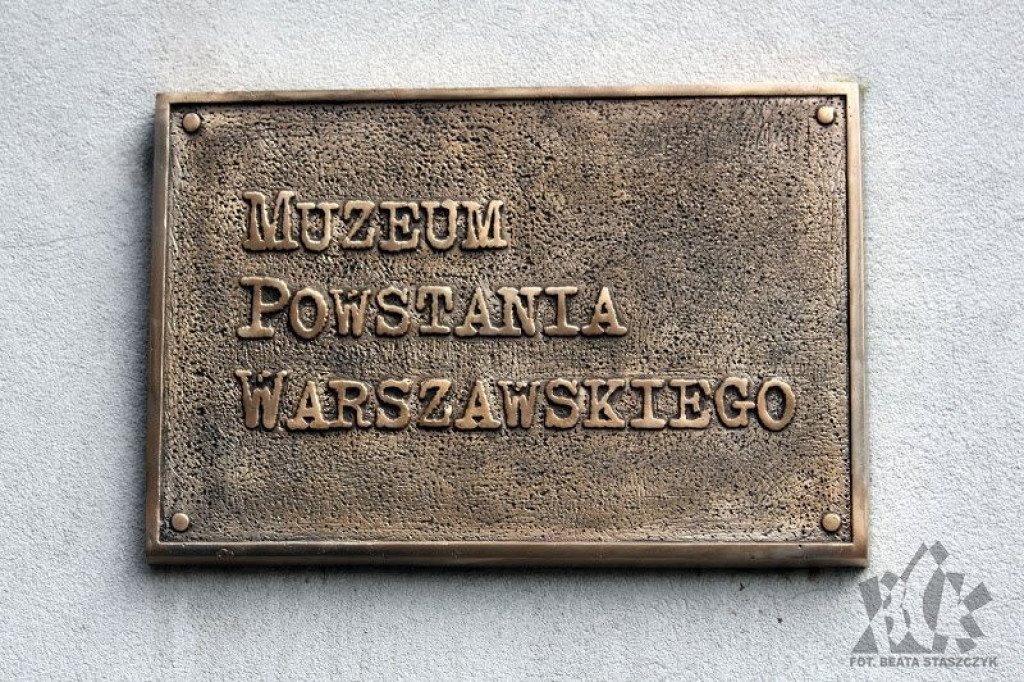 MUZEUM
POWSTANIA
WARSZAWSKIEGO
FOT. BEATA STASZCZYK